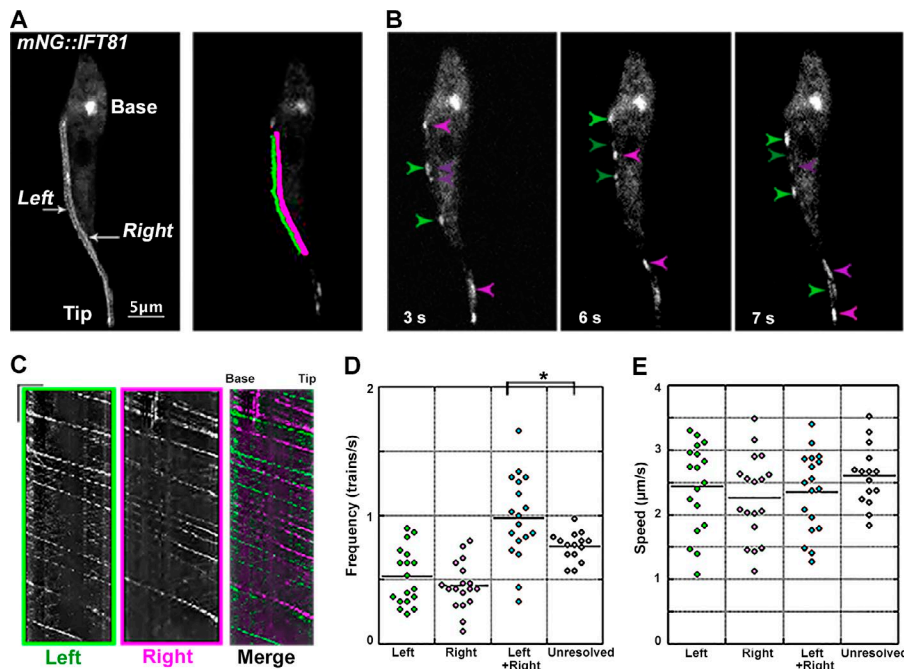 A
mNG::IFT81
Base
Left
Right
Tip
5μm
B
3 s
6 s
7 s
C
Base
Tip
Left
Right
Merge
D
Frequency (trains/s)
2
1
0
*
Left
Right
Left
+Right
Unresolved
E
Speed (μm/s)
4
3
2
1
0
Left
Right
Left
+Right
Unresolved